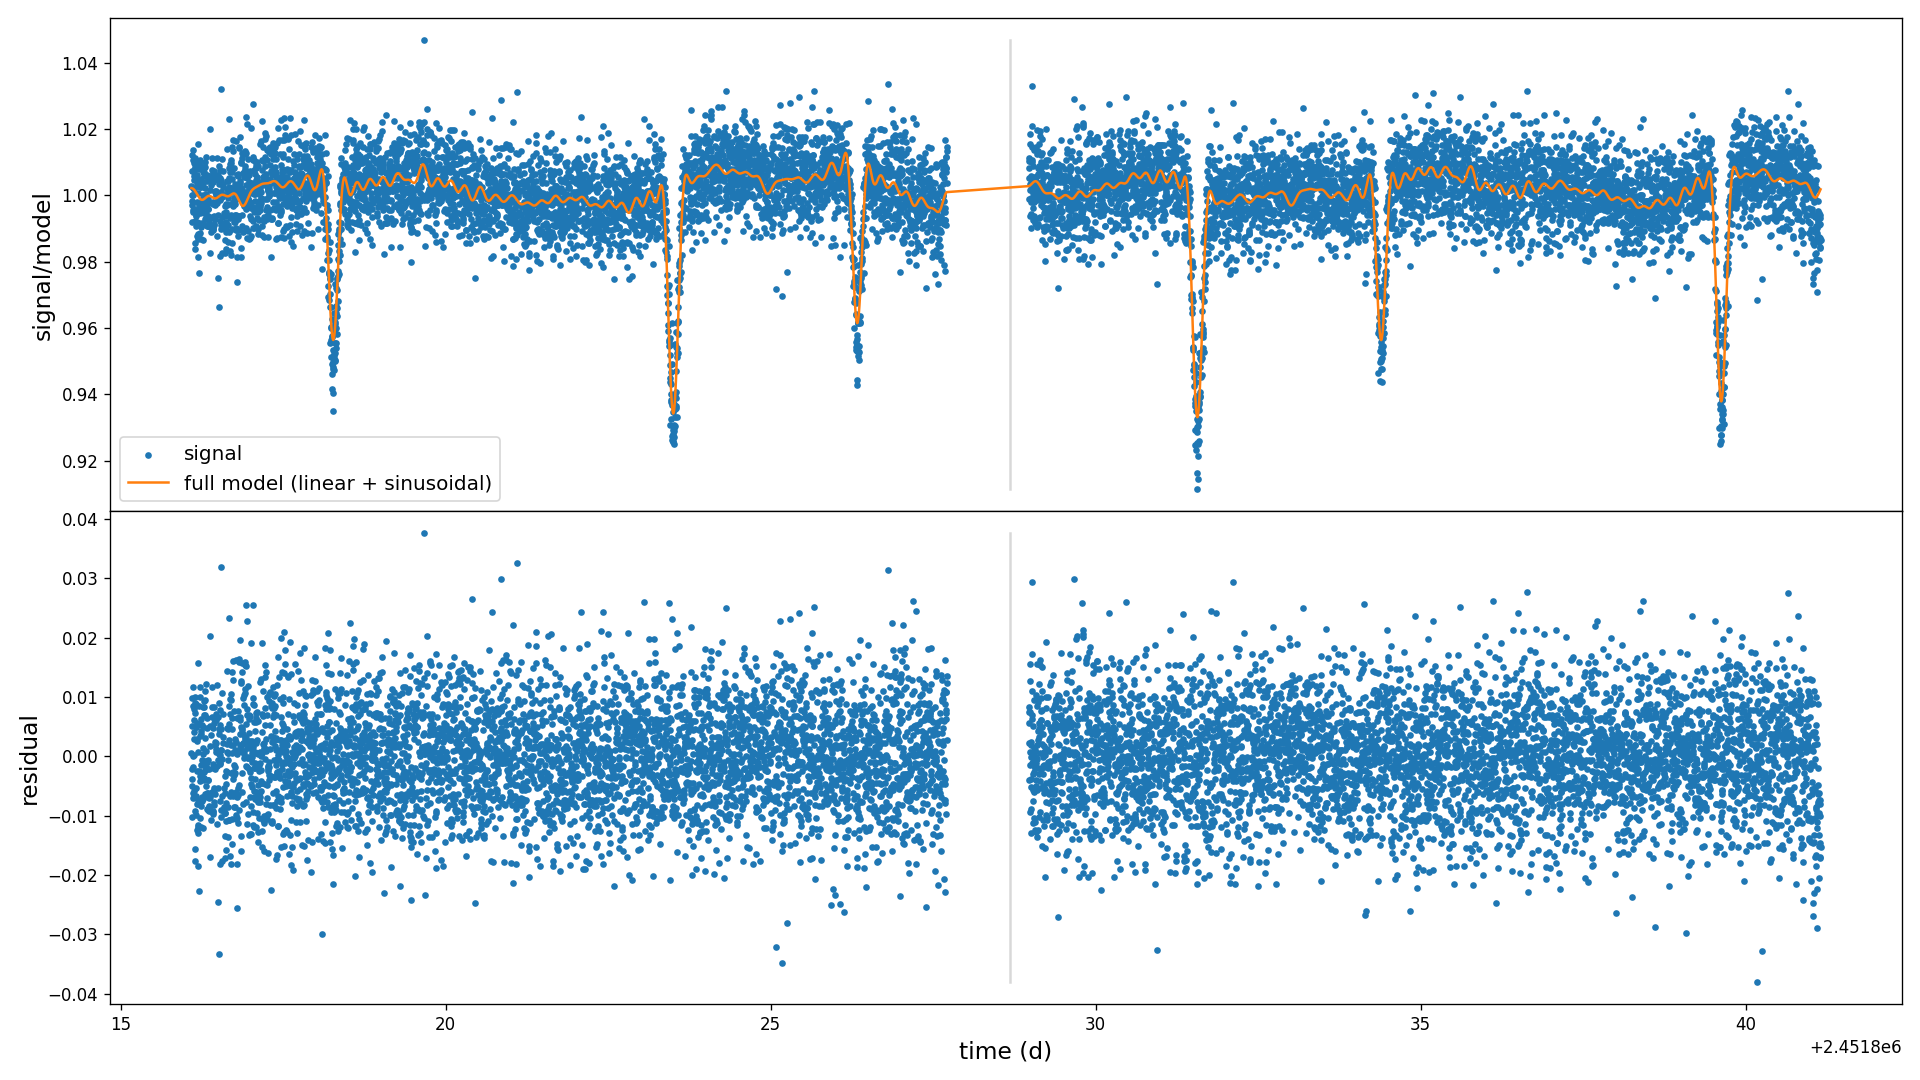 1.04
1.02
1.00
0.98
0.96
0.94
0.92
signal/model
signal
full model (linear + sinusoidal)
0.04
0.03
0.02
0.01
0.00
−0.01
−0.02
−0.03
−0.04
residual
15 20 25 30 35 40
time (d)
+2.4518e6